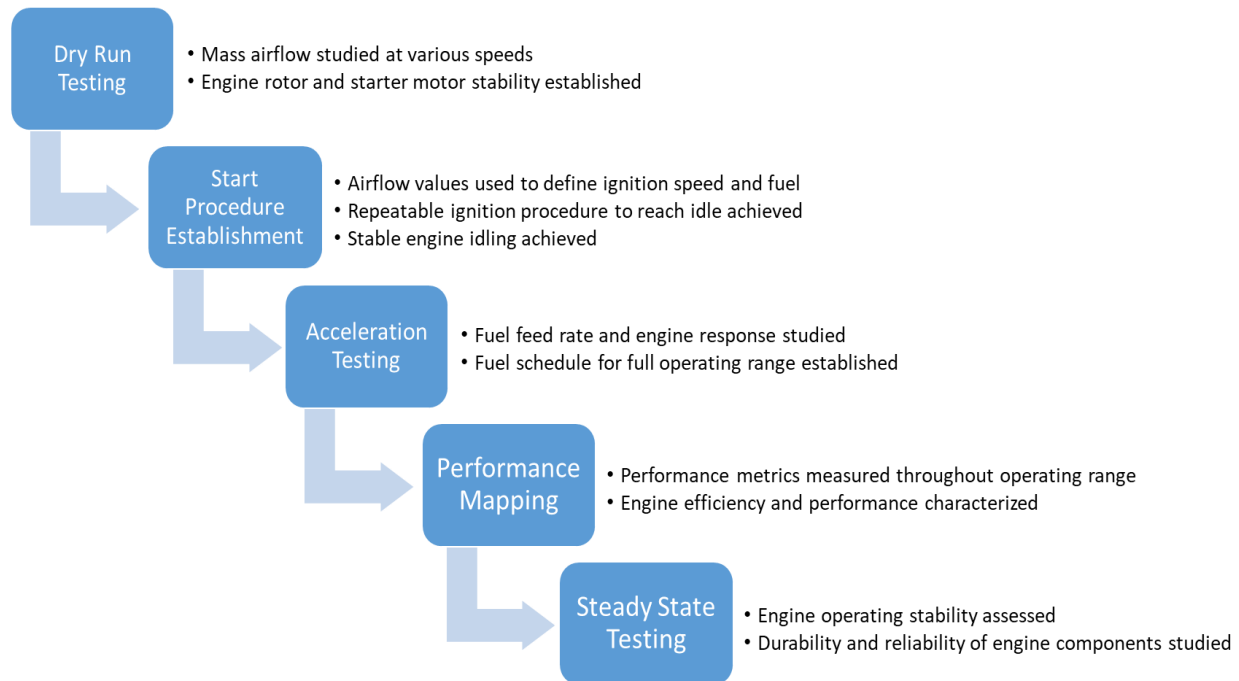 Dry Run
Testing
• Mass airflow studied at various speeds
• Engine rotor and starter motor stability established
Start
Procedure
Establishment
• Airflow values used to define ignition speed and fuel
• Repeatable ignition procedure to reach idle achieved
• Stable engine idling achieved
Acceleration
Testing
• Fuel feed rate and engine response studied
• Fuel schedule for full operating range established
Performance
Mapping
• Performance metrics measured throughout operating range
• Engine efficiency and performance characterized
Steady State
Testing
• Engine operating stability assessed
• Durability and reliability of engine components studied